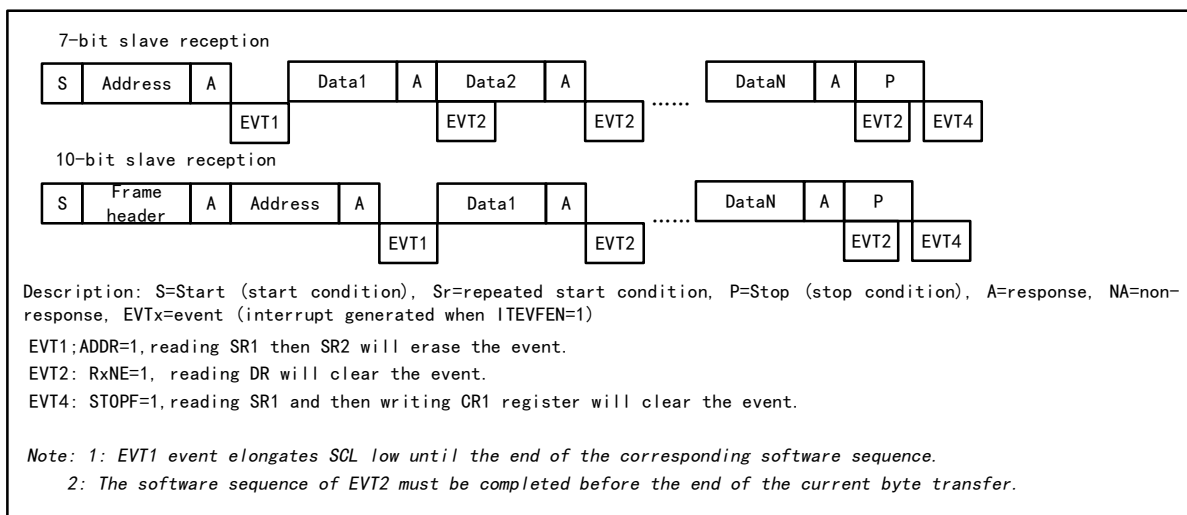 7-bit slave reception
S Address A Data1 A Data2 A ...... DataN A P
EVT1 EVT2 EVT2 EVT2 EVT4
10-bit slave reception
S Frame header A Address A Data1 A ...... DataN A P
EVT1 EVT2 EVT2 EVT4
Description: S=Start (start condition), Sr=repeated start condition, P=Stop (stop condition), A=response, NA=non-
response, EVTx=event (interrupt generated when ITEVFEN=1)
EVT1;ADDR=1,reading SR1 then SR2 will erase the event.
EVT2: RxNE=1, reading DR will clear the event.
EVT4: STOPF=1,reading SR1 and then writing CR1 register will clear the event.
Note: 1: EVT1 event elongates SCL low until the end of the corresponding software sequence.
2: The software sequence of EVT2 must be completed before the end of the current byte transfer.